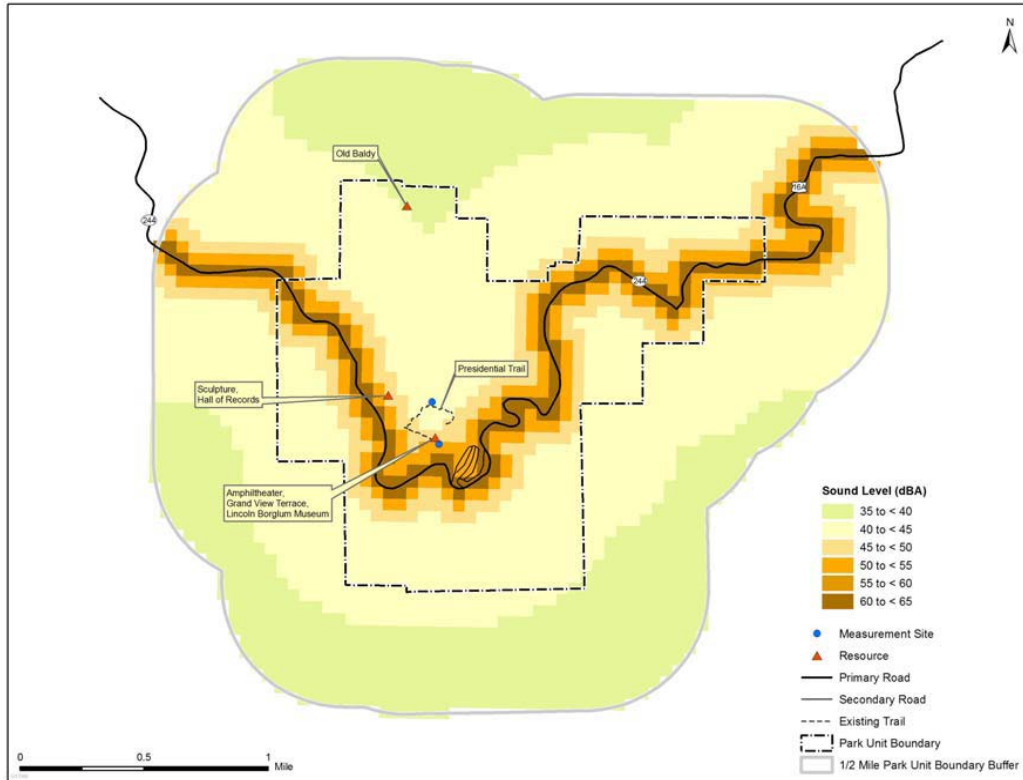 N
Old Baldy
244
16A
244
Presidential Trail
Sculpture,
Hall of Records
Amphiltheater,
Grand View Terrace,
Lincoln Borglum Museum
Sound Level (dBA)
35 to < 40
40 to < 45
45 to < 50
50 to < 55
55 to < 60
60 to < 65
Measurement Site
Resource
Primary Road
Secondary Road
Existing Trail
Park Unit Boundary
1/2 Mile Park Unit Boundary Buffer
0 0.5 1
Mile